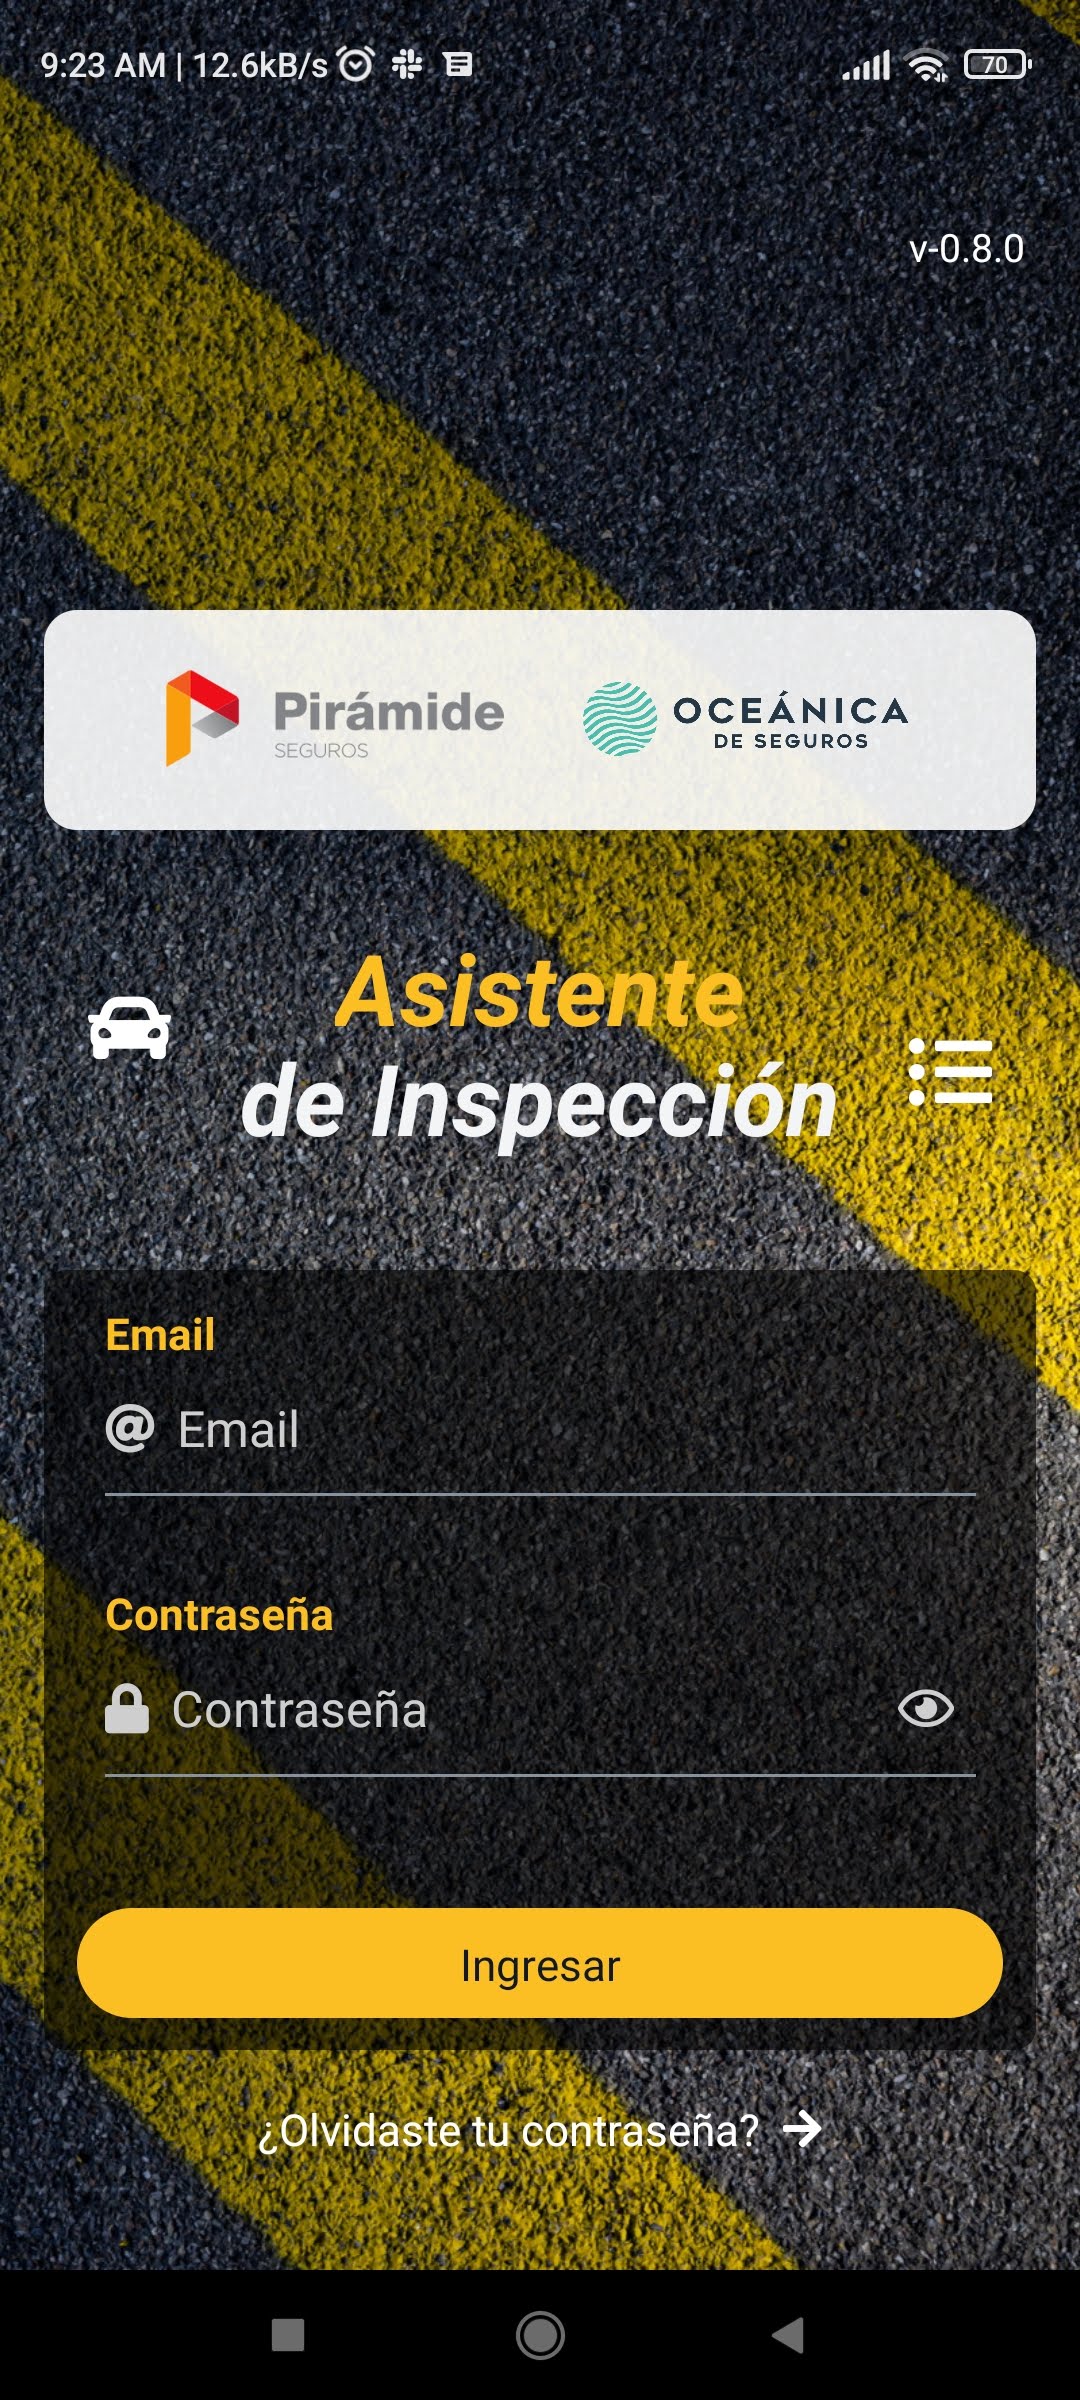 9:23 AM | 12.6kB/s
70
v-0.8.0
Pirámide
SEGUROS
OCEÁNICA
DE SEGUROS
Asistente
de Inspección
Email
@ Email
Contraseña
Contraseña
Ingresar
¿Olvidaste tu contraseña?